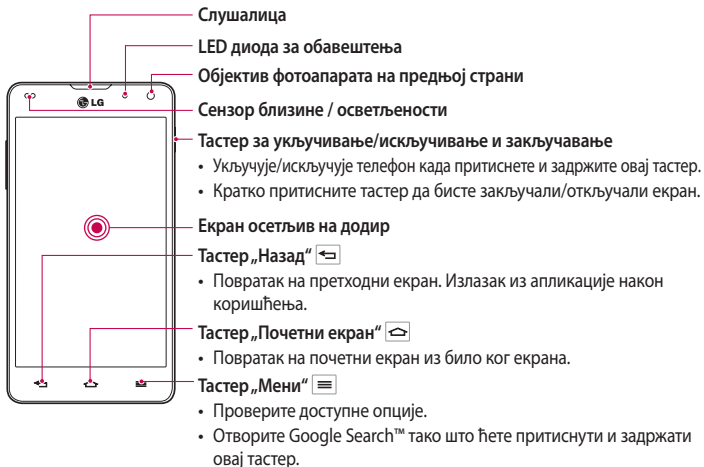 Слушалица
LED диода за обавештења
Објектив фотоапарата на предњој страни
LG
Сензор близине / осветљености
Тастер за укључивање/искључивање и закључавање
• Укључује/искључује телефон када притиснете и задржите овај тастер.
• Кратко притисните тастер да бисте закључали/откључали екран.
Екран осетљив на додир
Тастер „Назад“
• Повратак на претходни екран. Излазак из апликације након
коришћења.
Тастер „Почетни екран“
• Повратак на почетни екран из било ког екрана.
Тастер „Мени“
• Проверите доступне опције.
• Отворите Google Search™ тако што ћете притиснути и задржати
овај тастер.